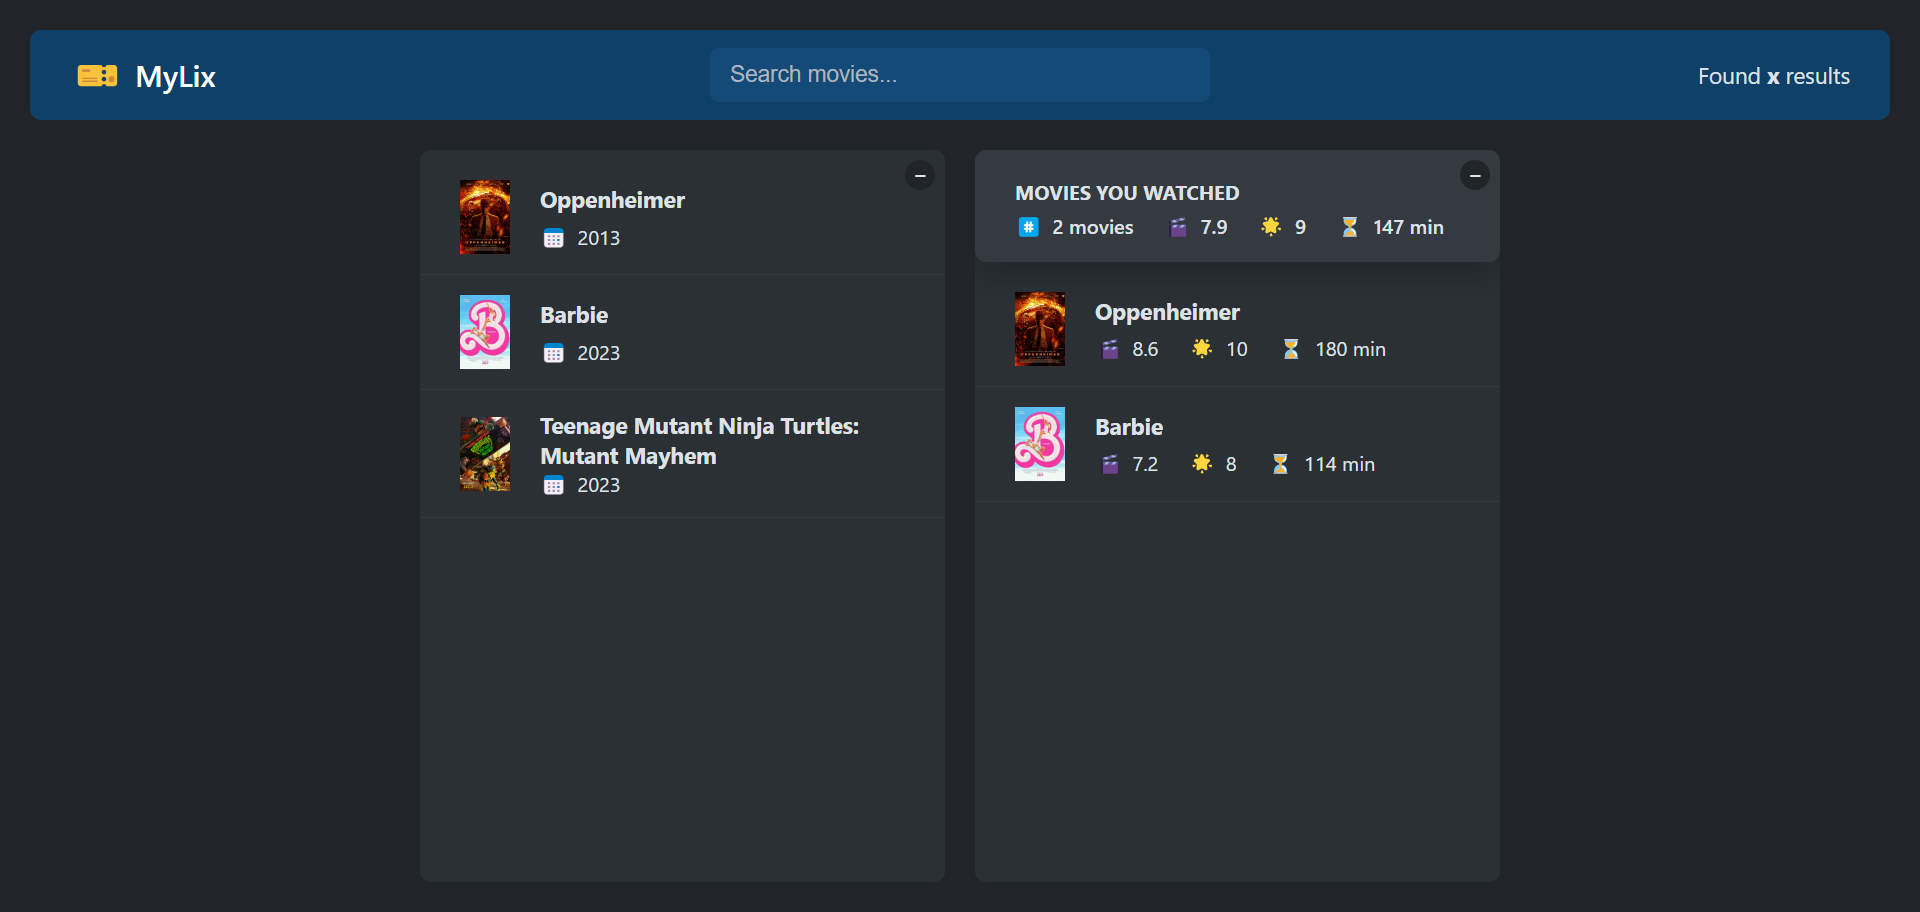 MyLix
Search movies...
Found x results
Oppenheimer
2013
Barbie
2023
Teenage Mutant Ninja Turtles:
Mutant Mayhem
2023
MOVIES YOU WATCHED
2 movies 7.9 9 147 min
Oppenheimer
8.6 10 180 min
Barbie
7.2 8 114 min
OPPENHEIMER
OPPENHEIMER